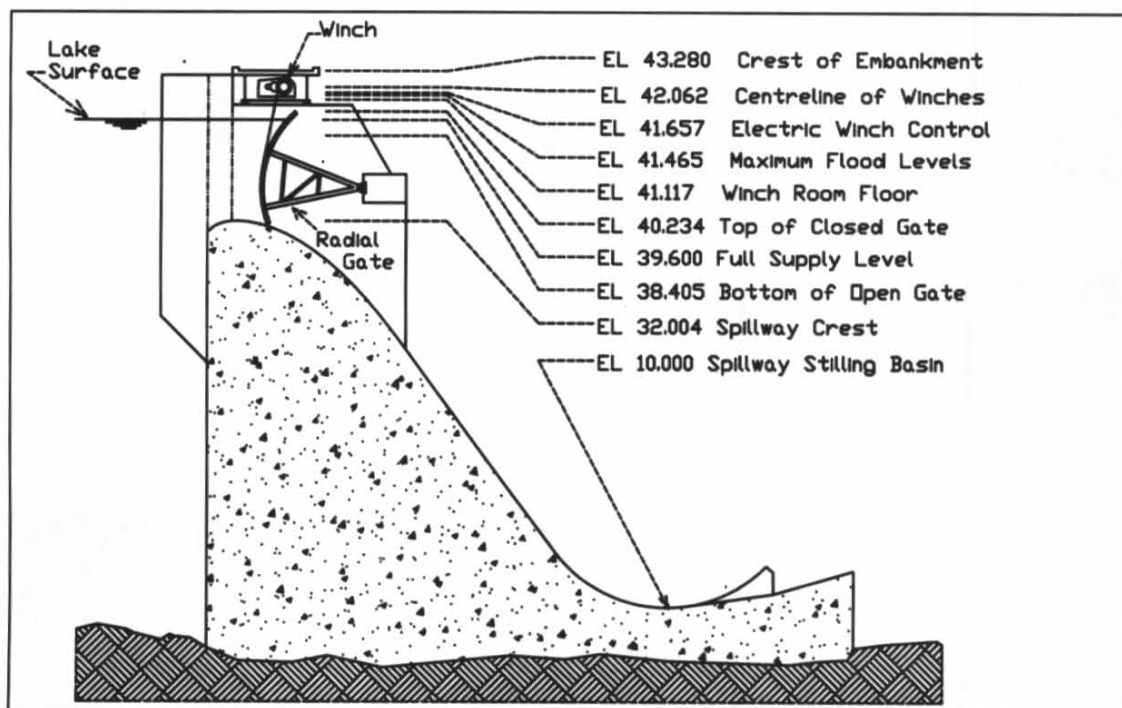 Winch
Lake
Surface
EL 43.280 Crest of Embankment
EL 42.062 Centreline of Winches
EL 41.657 Electric Winch Control
EL 41.465 Maximum Flood Levels
EL 41.117 Winch Room Floor
EL 40.234 Top of Closed Gate
EL 39.600 Full Supply Level
EL 38.405 Bottom of Open Gate
EL 32.004 Spillway Crest
EL 10.000 Spillway Stilling Basin
Radial
Gate